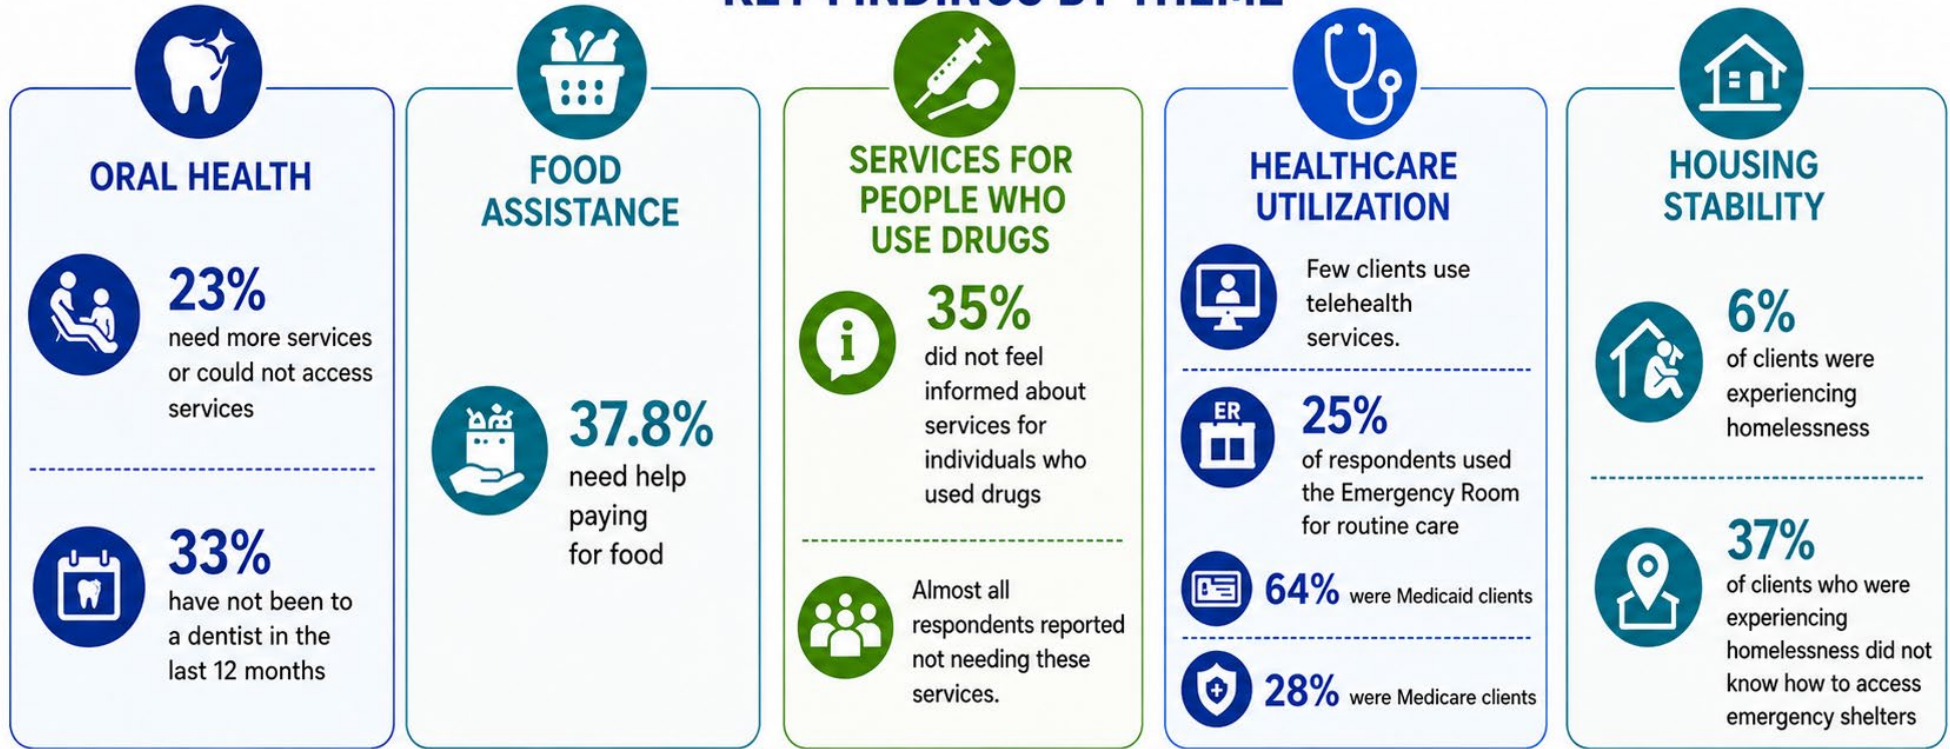 KEY FINDINGS BY THEME
ORAL HEALTH
23%
need more services
or could not access
services
33%
have not been to
a dentist in the
last 12 months
FOOD
ASSISTANCE
37.8%
need help
paying
for food
SERVICES FOR
PEOPLE WHO
USE DRUGS
i
35%
did not feel
informed about
services for
individuals who
used drugs
Almost all
respondents reported
not needing these
services.
HEALTHCARE
UTILIZATION
Few clients use
telehealth
services.
ER
25%
of respondents used
the Emergency Room
for routine care
64% were Medicaid clients
28% were Medicare clients
HOUSING
STABILITY
6%
of clients were
experiencing
homelessness
37%
of clients who were
experiencing
homelessness did not
know how to access
emergency shelters